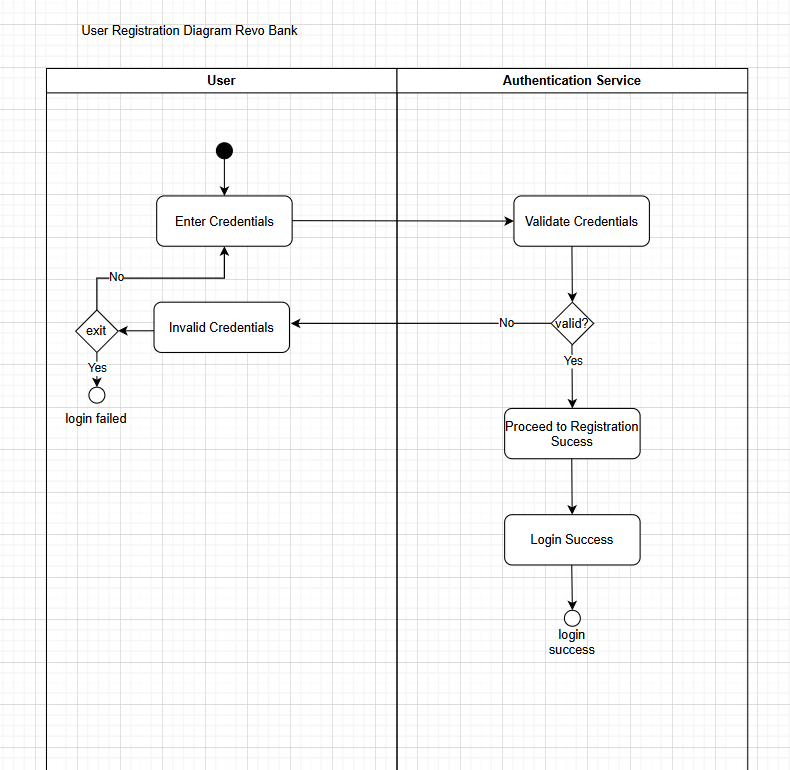 User Registration Diagram Revo Bank
User
Authentication Service
Enter Credentials
Validate Credentials
No
Invalid Credentials
No
valid?
exit
Yes
Yes
login failed
Proceed to Registration
Sucess
Login Success
login
success